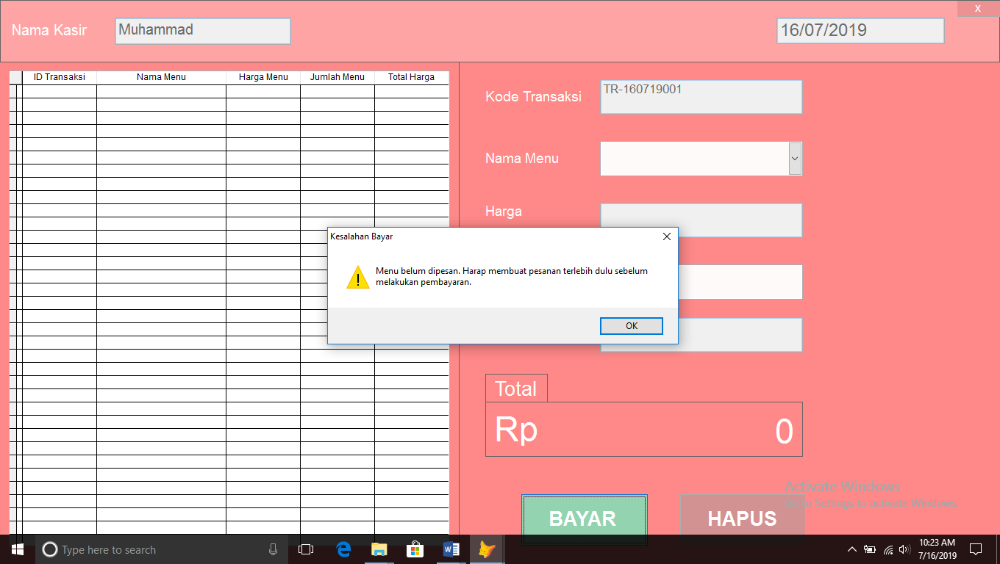 X
Nama Kasir
Muhammad
16/07/2019
ID Transaksi Nama Menu Harga Menu Jumlah Menu Total Harga
Kode Transaksi
TR-160719001
Nama Menu
Harga
Kesalahan Bayar
Menu belum dipesan. Harap membuat pesanan terlebih dulu sebelum
melakukan pembayaran.
OK
Total
Rp 0
Activate Windows
Go to Settings to activate Windows.
BAYAR
HAPUS
Type here to search
10:23 AM
7/16/2019